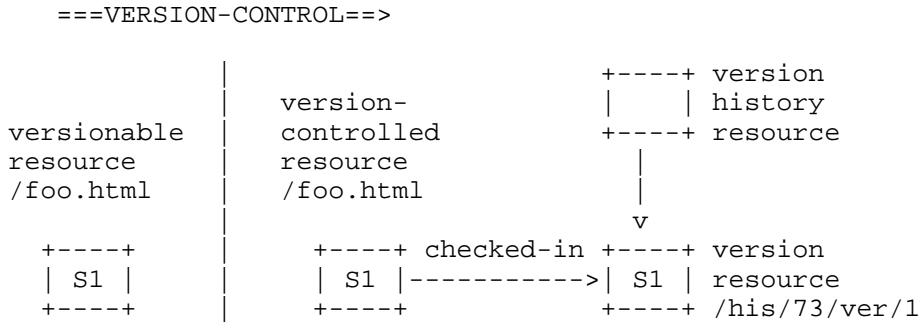 ===VERSION-CONTROL==>

                |                         +----+ version
                |   version-              |    | history
versionable     |   controlled            +----+ resource
resource        |   resource                |
/foo.html       |   /foo.html               |
                |                           v
  +----+        |     +----+ checked-in +----+ version
  | S1 |        |     | S1 |----------->| S1 | resource
  +----+        |     +----+            +----+ /his/73/ver/1